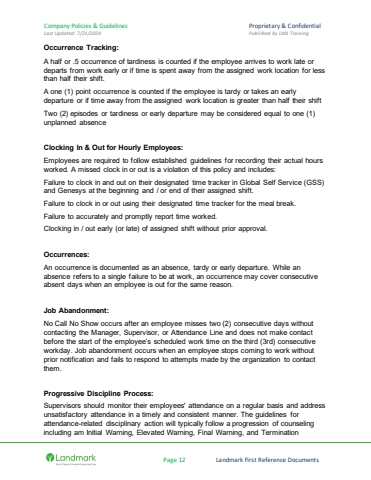 Company Policies & Guidelines
Proprietary & Confidential
Last Updated: 7/21/2024
Published by LMS Training
Occurrence Tracking:
A half or .5 occurrence of tardiness is counted if the employee arrives to work late or
departs from work early or if time is spent away from the assigned work location for less
than half their shift.
A one (1) point occurrence is counted if the employee is tardy or takes an early
departure or if time away from the assigned work location is greater than half their shift
Two (2) episodes or tardiness or early departure may be considered equal to one (1)
unplanned absence
Clocking In & Out for Hourly Employees:
Employees are required to follow established guidelines for recording their actual hours
worked. A missed clock in or out is a violation of this policy and includes:
Failure to clock in and out on their designated time tracker in Global Self Service (GSS)
and Genesys at the beginning and / or end of their assigned shift.
Failure to clock in or out using their designated time tracker for the meal break.
Failure to accurately and promptly report time worked.
Clocking in / out early (or late) of assigned shift without prior approval.
Occurrences:
An occurrence is documented as an absence, tardy or early departure. While an
absence refers to a single failure to be at work, an occurrence may cover consecutive
absent days when an employee is out for the same reason.
Job Abandonment:
No Call No Show occurs after an employee misses two (2) consecutive days without
contacting the Manager, Supervisor, or Attendance Line and does not make contact
before the start of the employee's scheduled work time on the third (3rd) consecutive
workday. Job abandonment occurs when an employee stops coming to work without
prior notification and fails to respond to attempts made by the organization to contact
them.
Progressive Discipline Process:
Supervisors should monitor their employees' attendance on a regular basis and address
unsatisfactory attendance in a timely and consistent manner. The guidelines for
attendance-related disciplinary action will typically follow a progression of counseling
including am Initial Warning, Elevated Warning, Final Warning, and Termination
Landmark
Page 12
Landmark First Reference Documents